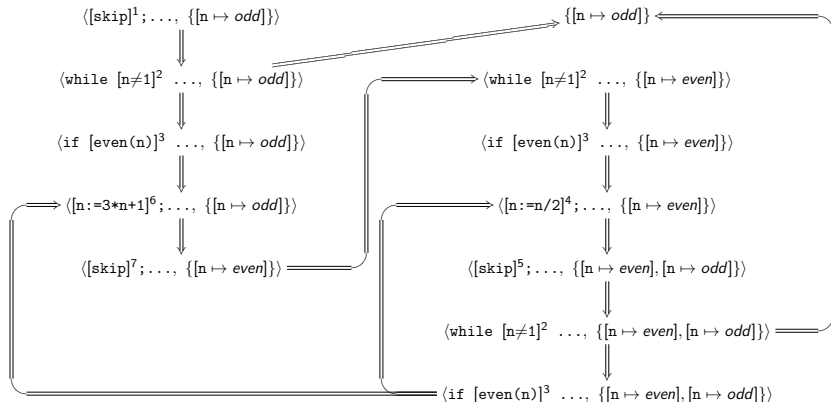 ⟨[skip]¹;..., {[n ↦ odd]}⟩
{[n ↦ odd]}
⟨while [n≠1]² ..., {[n ↦ odd]}⟩
⟨while [n≠1]² ..., {[n ↦ even]}⟩
⟨if [even(n)]³ ..., {[n ↦ odd]}⟩
⟨if [even(n)]³ ..., {[n ↦ even]}⟩
⟨[n:=3*n+1]⁶;..., {[n ↦ odd]}⟩
⟨[n:=n/2]⁴;..., {[n ↦ even]}⟩
⟨[skip]⁷;..., {[n ↦ even]}⟩
⟨[skip]⁵;..., {[n ↦ even],[n ↦ odd]}⟩
⟨while [n≠1]² ..., {[n ↦ even],[n ↦ odd]}⟩
⟨if [even(n)]³ ..., {[n ↦ even],[n ↦ odd]}⟩